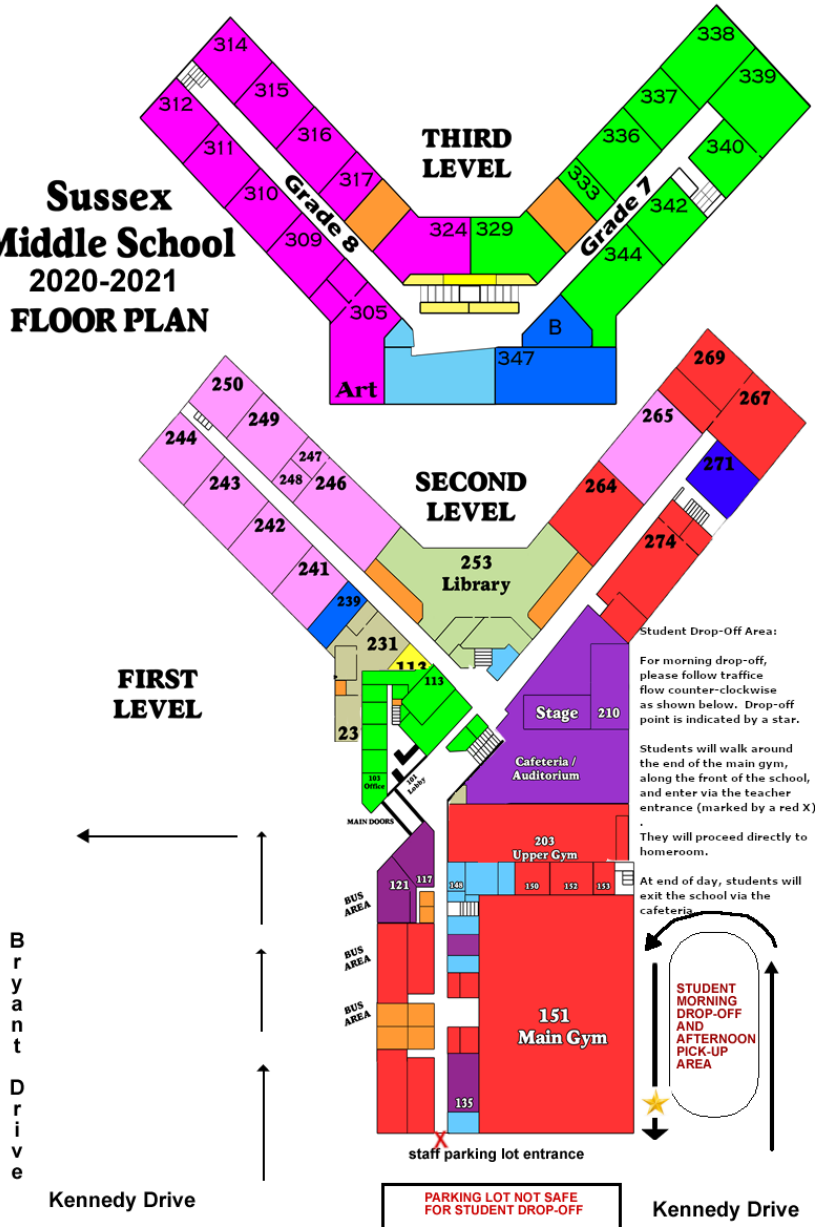 Sussex
Middle School
2020-2021
FLOOR PLAN
THIRD
LEVEL
314
315
316
317
312
311
310
309
305
Art
Grade 8
324
329
338
339
337
336
333
340
342
344
Grade 7
B
347
SECOND
LEVEL
250
249
247
248
246
244
243
242
241
239
231
113
23
253
Library
269
267
265
264
271
274
Stage
210
Cafeteria /
Auditorium
203
Upper Gym
FIRST
LEVEL
113
103
Office
101
Lobby
MAIN DOORS
121
117
148
150
152
153
BUS
AREA
BUS
AREA
BUS
AREA
151
Main Gym
135
X
staff parking lot entrance
PARKING LOT NOT SAFE
FOR STUDENT DROP-OFF
Student Drop-Off Area:
For morning drop-off,
please follow traffice
flow counter-clockwise
as shown below. Drop-off
point is indicated by a star.
Students will walk around
the end of the main gym,
along the front of the school,
and enter via the teacher
entrance (marked by a red X)
.
They will proceed directly to
homeroom.
At end of day, students will
exit the school via the
cafeteria.
STUDENT
MORNING
DROP-OFF
AND
AFTERNOON
PICK-UP
AREA
Bryant Drive
Kennedy Drive
Kennedy Drive